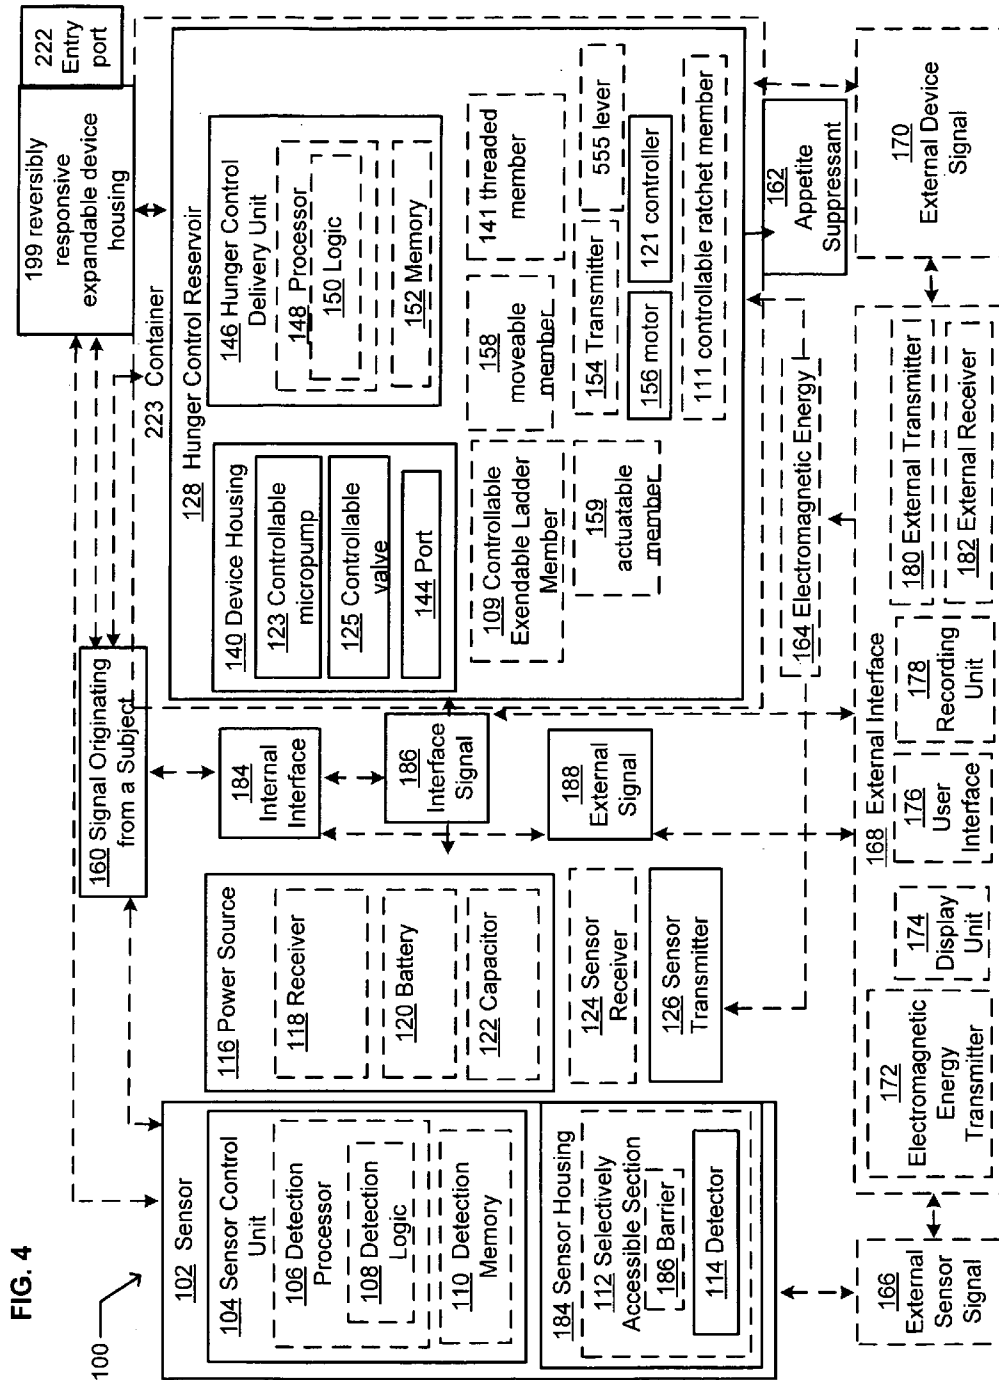 FIG. 4
100
102 Sensor
104 Sensor Control
Unit
106 Detection
Processor
108 Detection
Logic
110 Detection
Memory
184 Sensor Housing
112 Selectively
Accessible Section
186 Barrier
114 Detector
116 Power Source
118 Receiver
120 Battery
122 Capacitor
124 Sensor
Receiver
126 Sensor
Transmitter
160 Signal Originating
from a Subject
184
Internal
Interface
186
Interface
Signal
188
External
Signal
199 reversibly
responsive
expandable device
housing
222
Entry
port
223 Container
128 Hunger Control Reservoir
140 Device Housing
123 Controllable
micropump
125 Controllable
valve
144 Port
146 Hunger Control
Delivery Unit
148 Processor
150 Logic
152 Memory
109 Controllable
Exendable Ladder
Member
158
moveable
member
141 threaded
member
159
actuatable
member
154 Transmitter
555 lever
156 motor
121 controller
111 controllable ratchet member
162
Appetite
Suppressant
164 Electromagnetic Energy
166
External
Sensor
Signal
168 External Interface
172
Electromagnetic
Energy
Transmitter
174
Display
Unit
176
User
Interface
178
Recording
Unit
180 External Transmitter
182 External Receiver
170
External Device
Signal